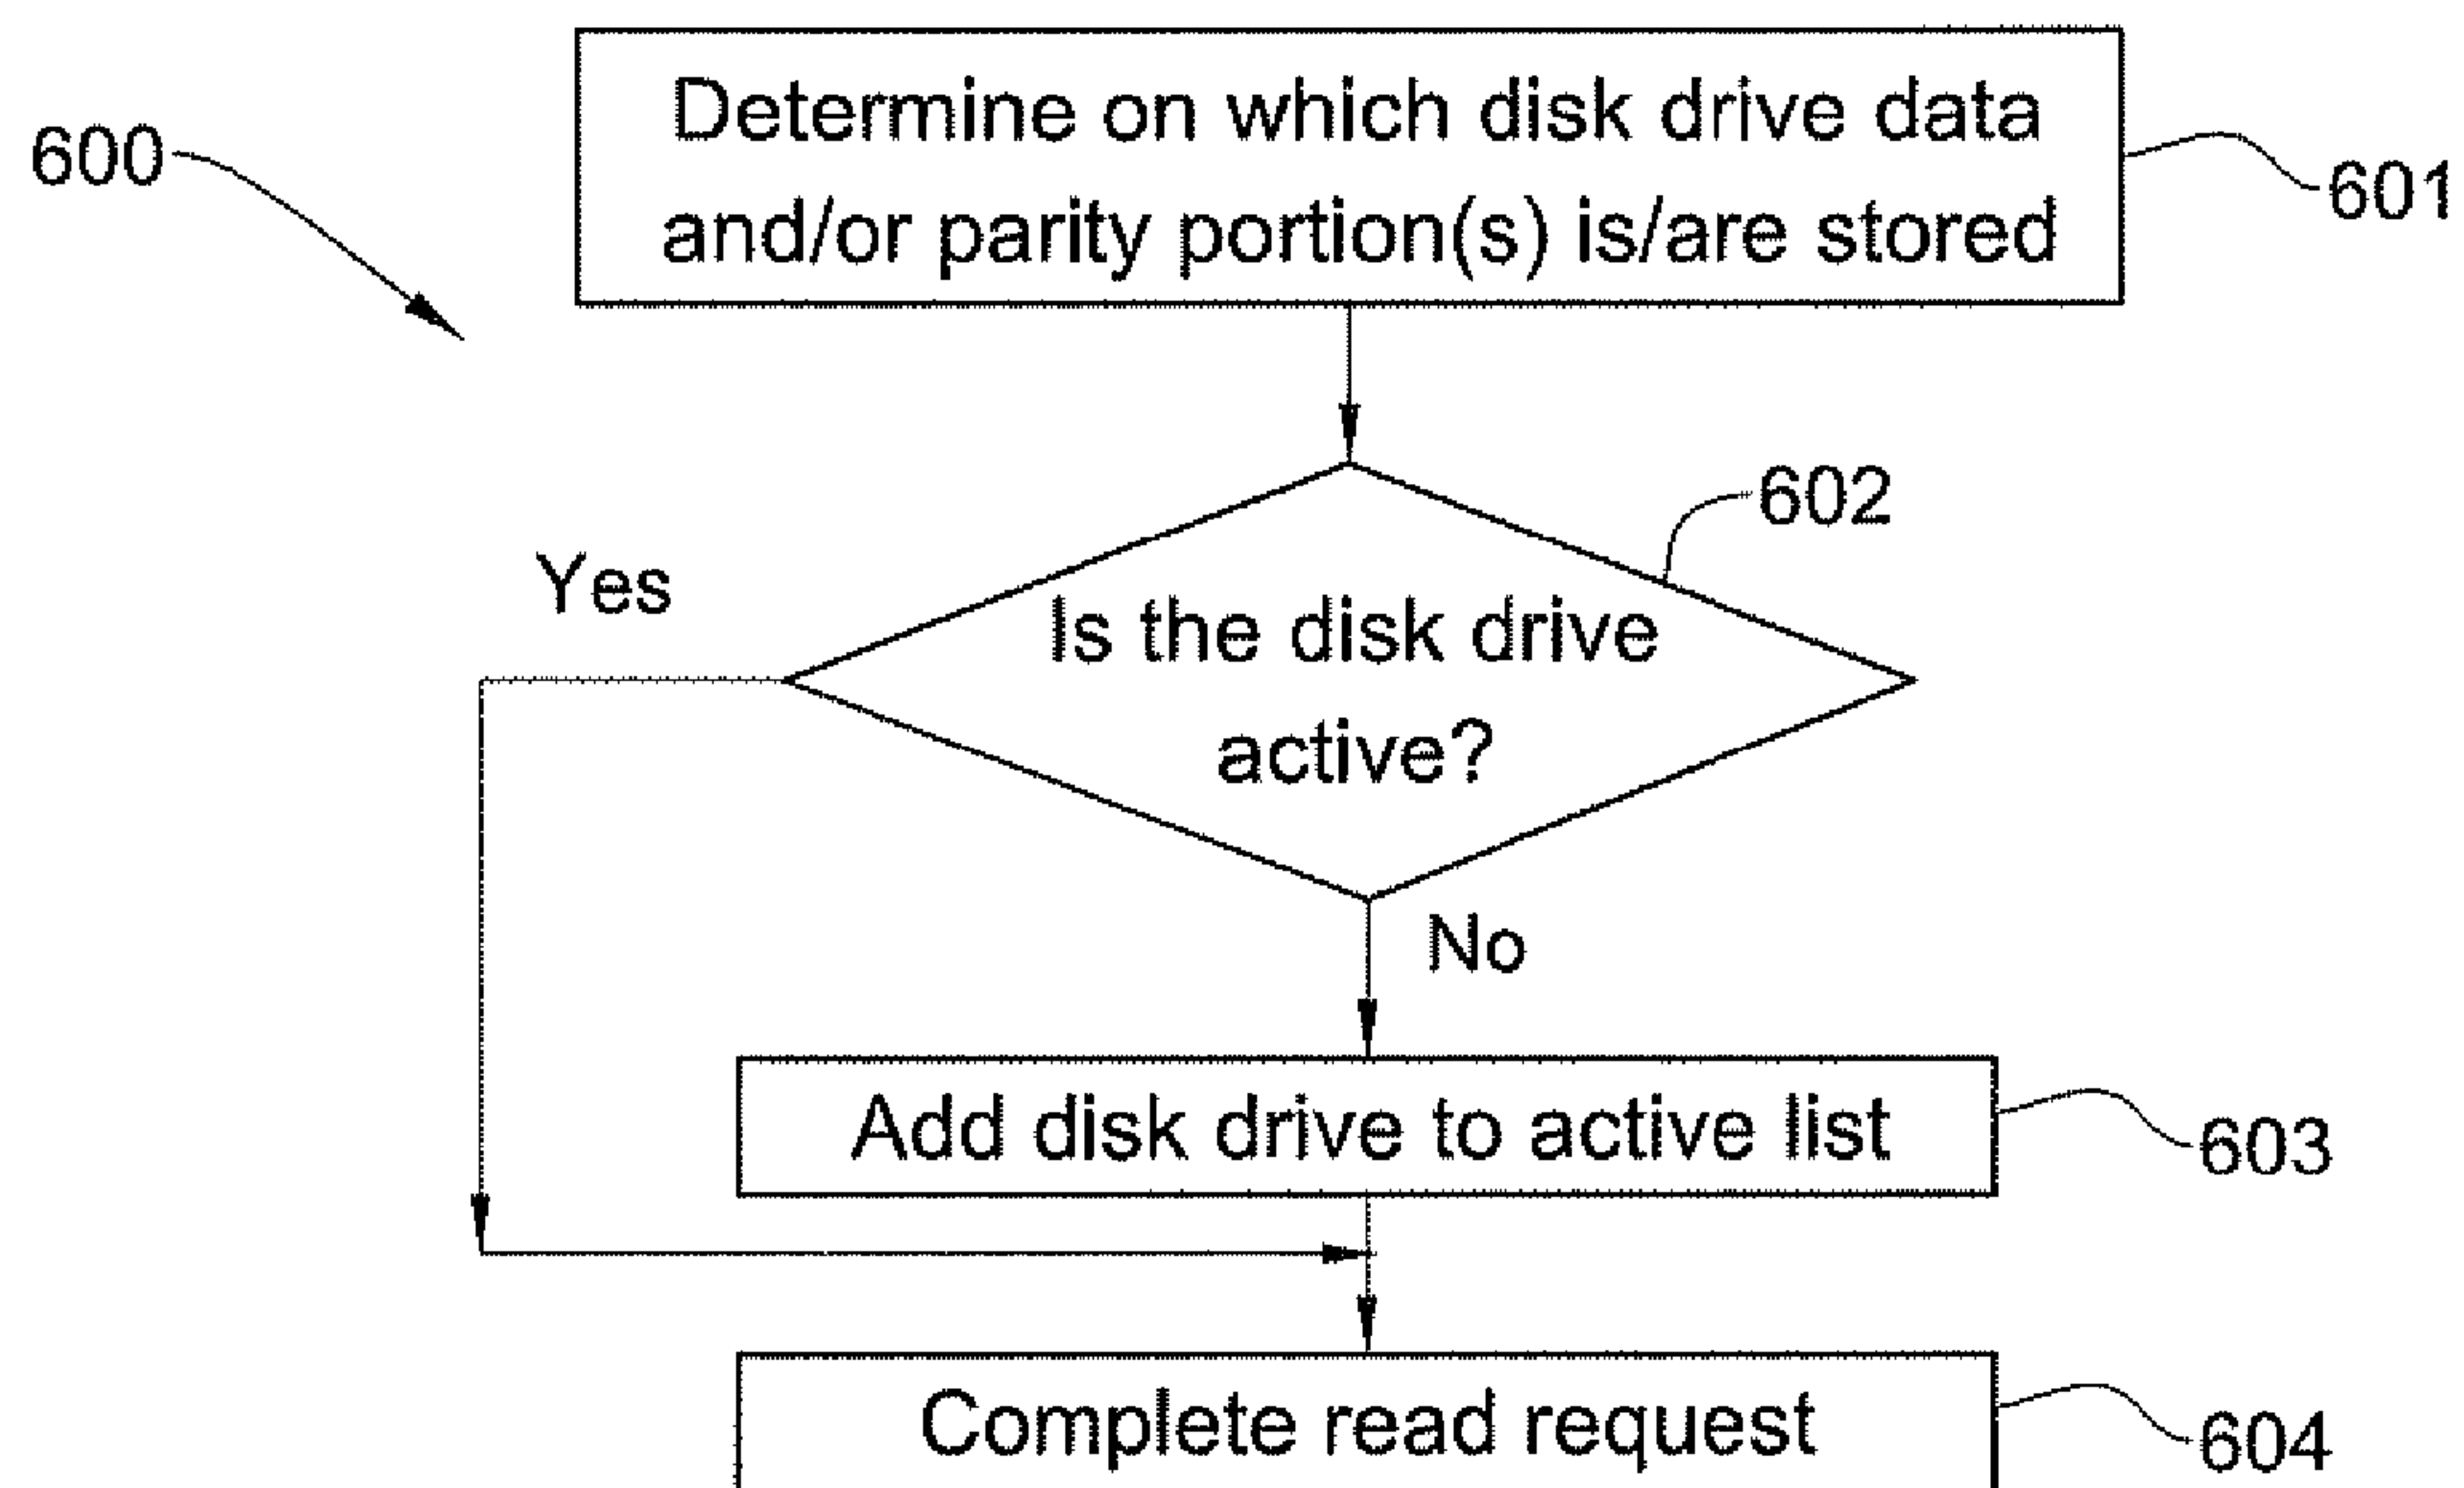 Determine on which disk drive data
and/or parity portion(s) is/are stored
600
601
602
Yes
Is the disk drive
active?
No
Add disk drive to active list
603
Complete read request
604